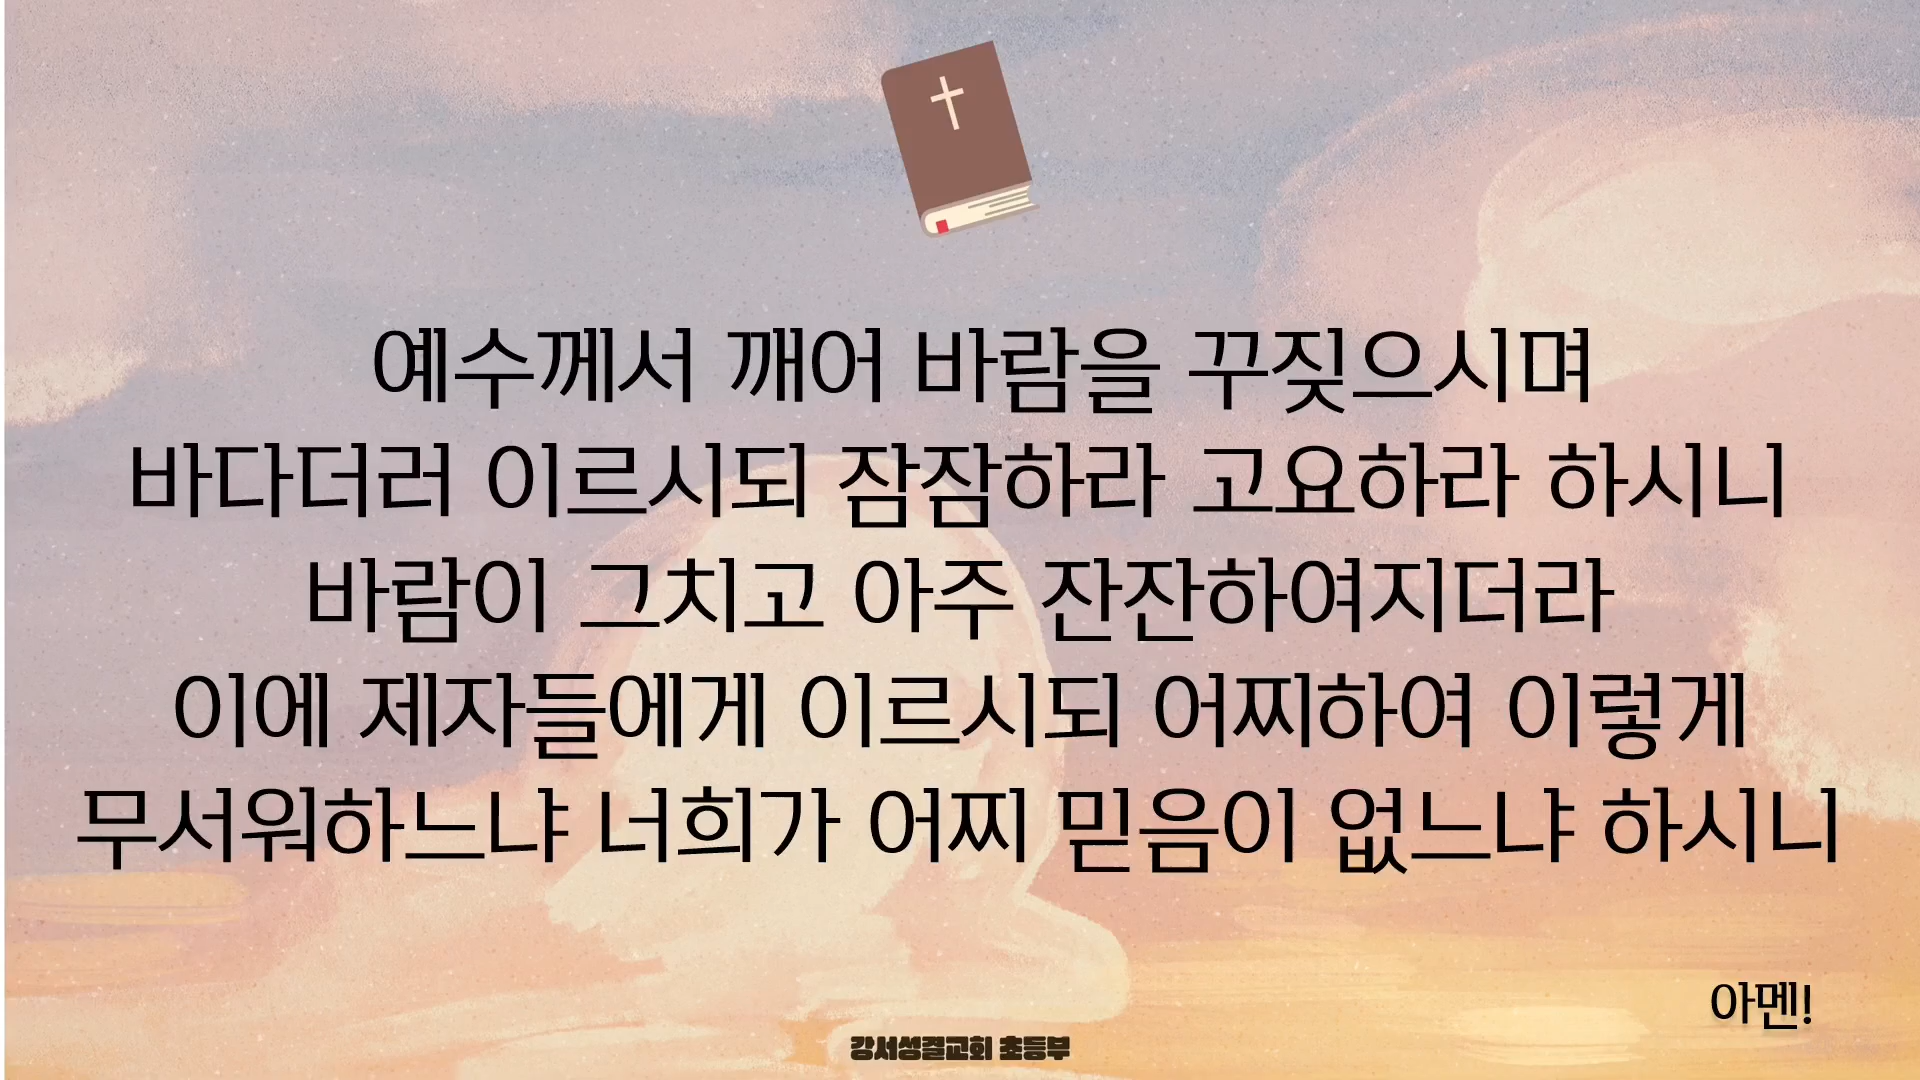 예수께서 깨어 바람을 꾸짖으시며
바다더러 이르시되 잠잠하라 고요하라 하시니
바람이 그치고 아주 잔잔하여지더라
이에 제자들에게 이르시되 어찌하여 이렇게
무서워하느냐 너희가 어찌 믿음이 없느냐 하시니
아멘!
강서성결교회 초등부